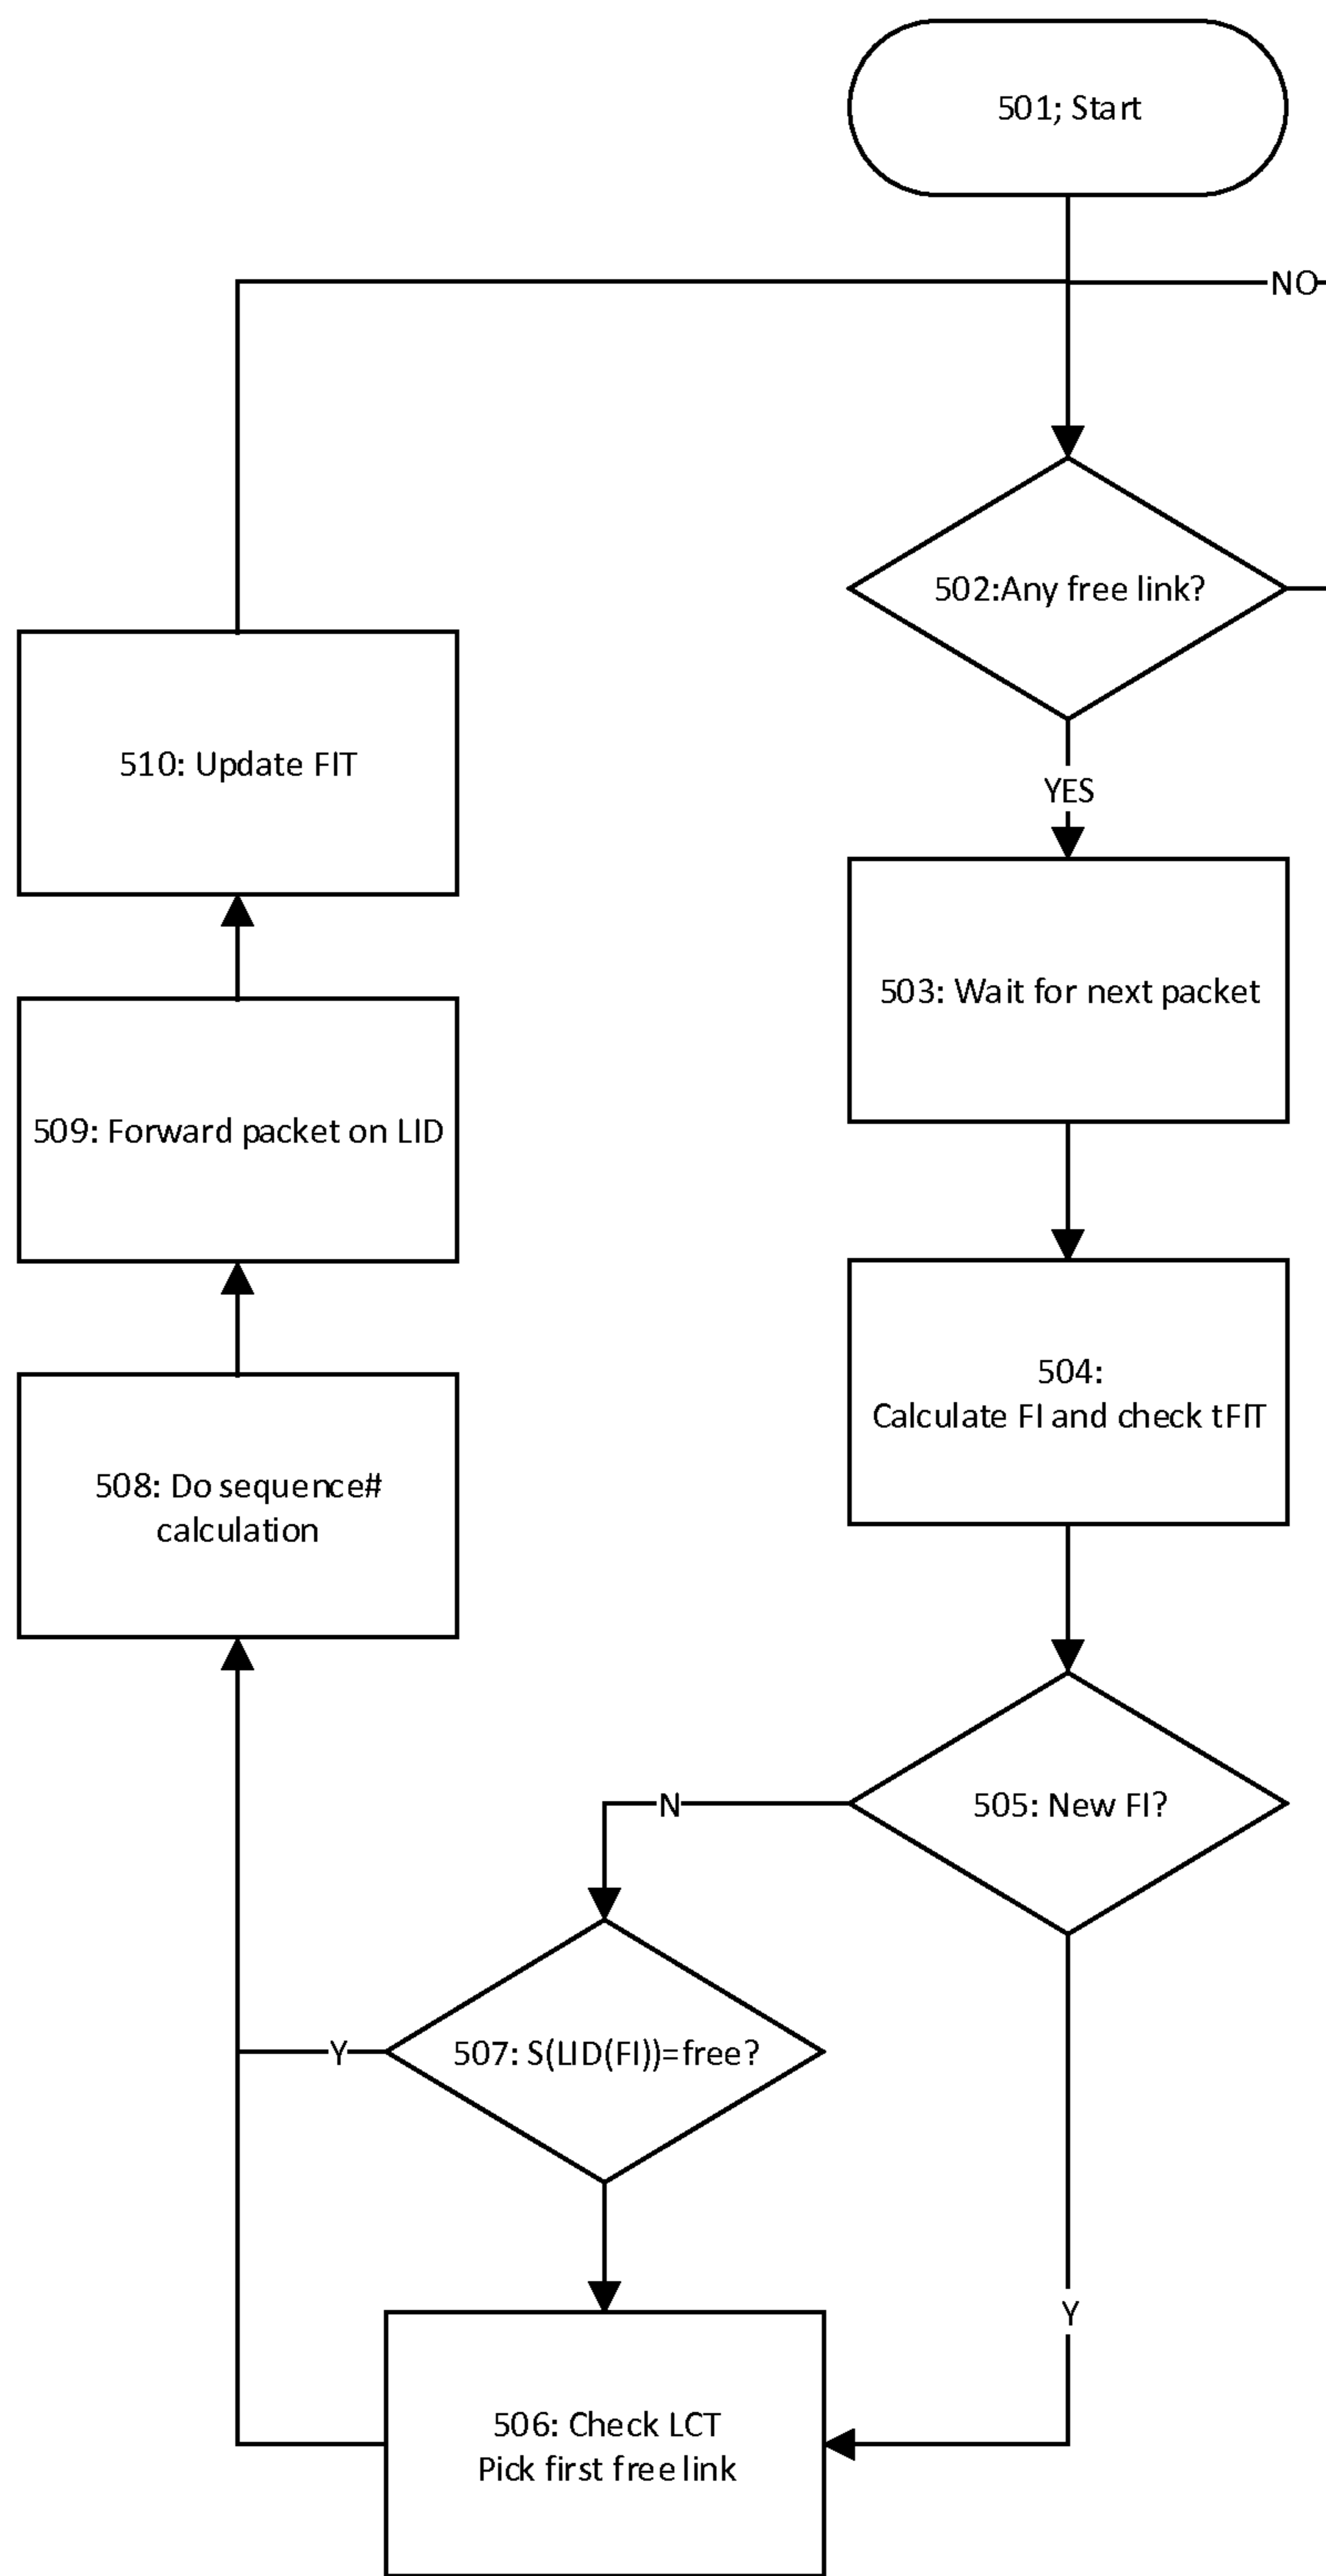 501; Start
NO
502:Any free link?
YES
510: Update FIT
503: Wait for next packet
509: Forward packet on LID
504:
Calculate FI and check tFIT
508: Do sequence#
calculation
N
505: New FI?
Y
507: S(LID(FI))=free?
Y
506: Check LCT
Pick first free link